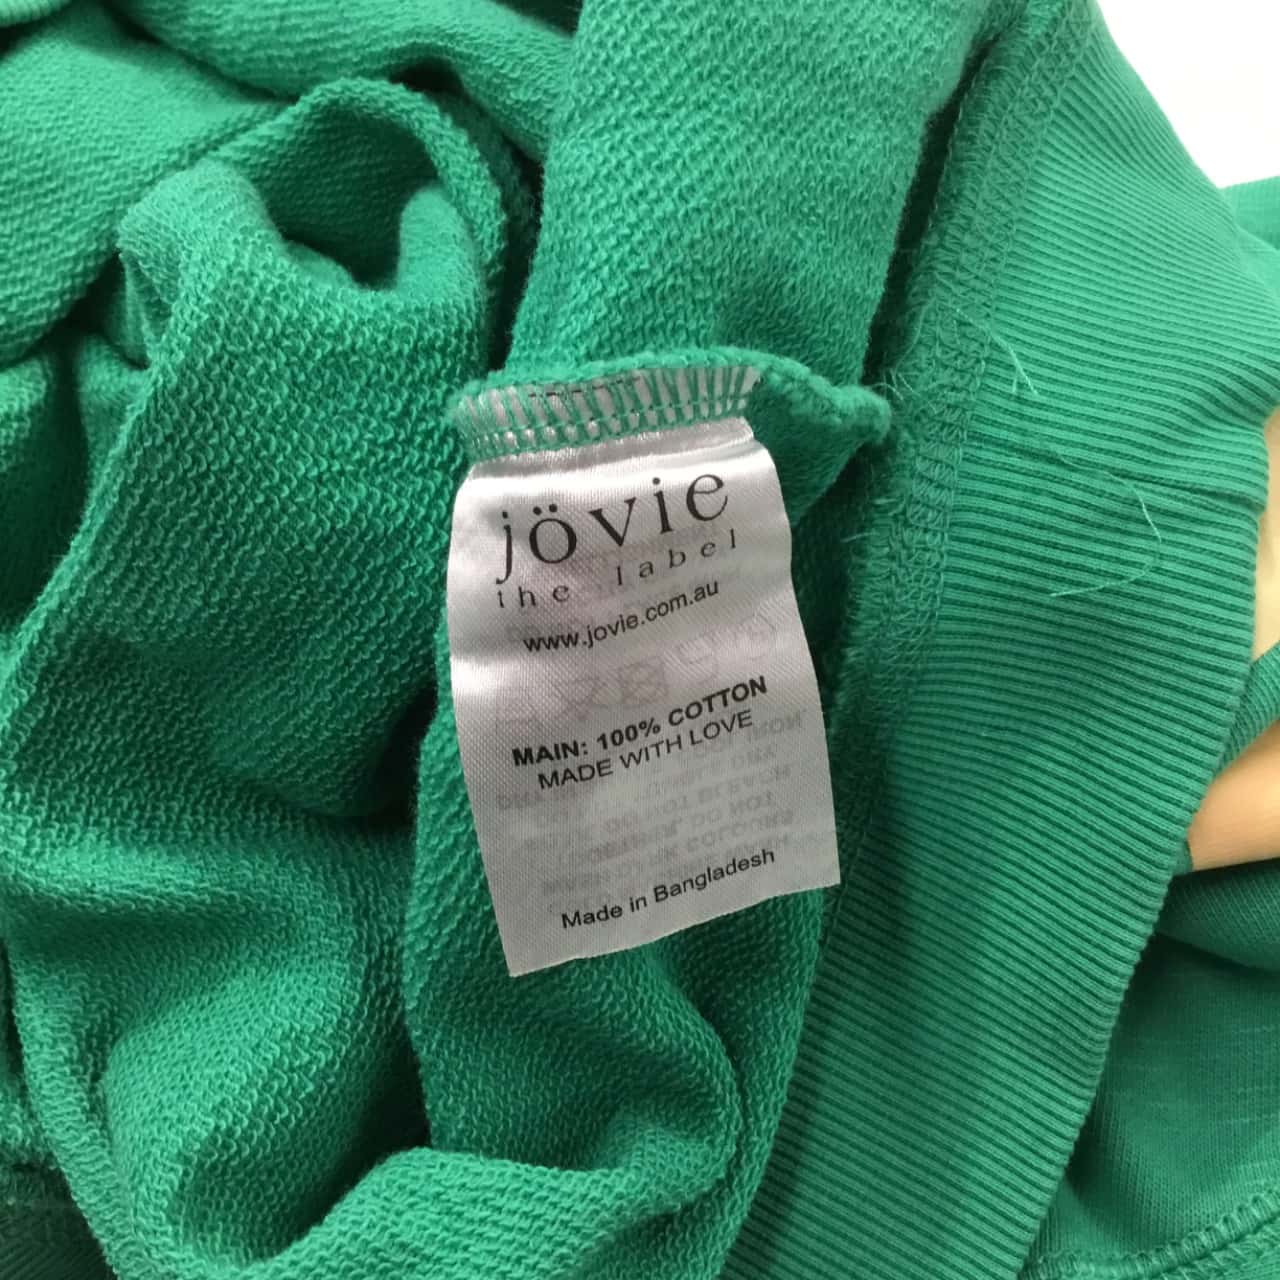 jövie
the label
www.jovie.com.au
MAIN: 100% COTTON
MADE WITH LOVE
Made in Bangladesh